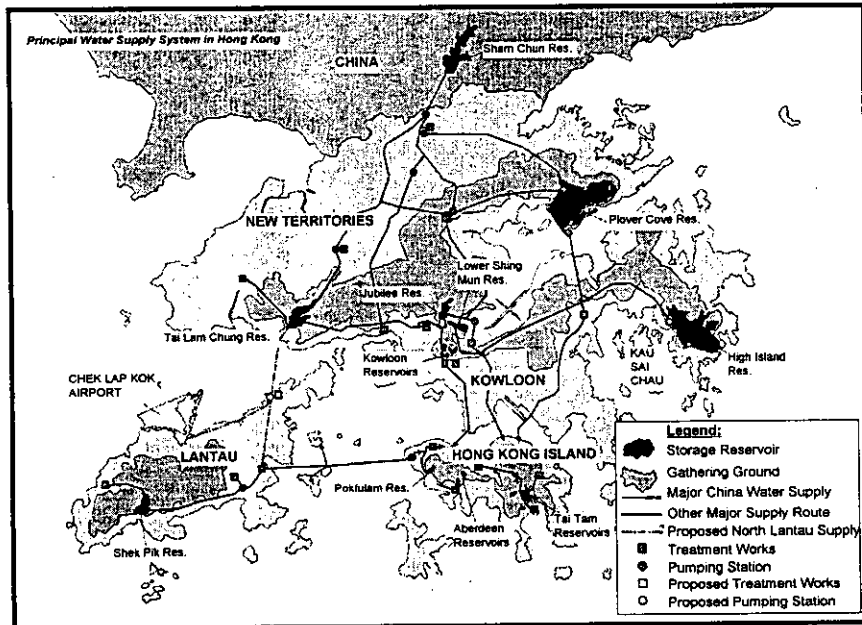 Principal Water Supply System in Hong Kong
CHINA
Sham Chun Res.
NEW TERRITORIES
Plover Cove Res.
Lower Shing
Mun Res.
Jubilee Res.
Tai Lam Chung Res.
Kowloon
Reservoirs
KOWLOON
KAU
SAI
CHAU
High Island
Res.
CHEK LAP KOK
AIRPORT
LANTAU
HONG KONG ISLAND
Pokfulam Res.
Aberdeen
Reservoirs
Tai Tam
Reservoirs
Shek Pik Res.
Legend:
Storage Reservoir
Gathering Ground
Major China Water Supply
Other Major Supply Route
Proposed North Lantau Supply
Treatment Works
Pumping Station
Proposed Treatment Works
Proposed Pumping Station